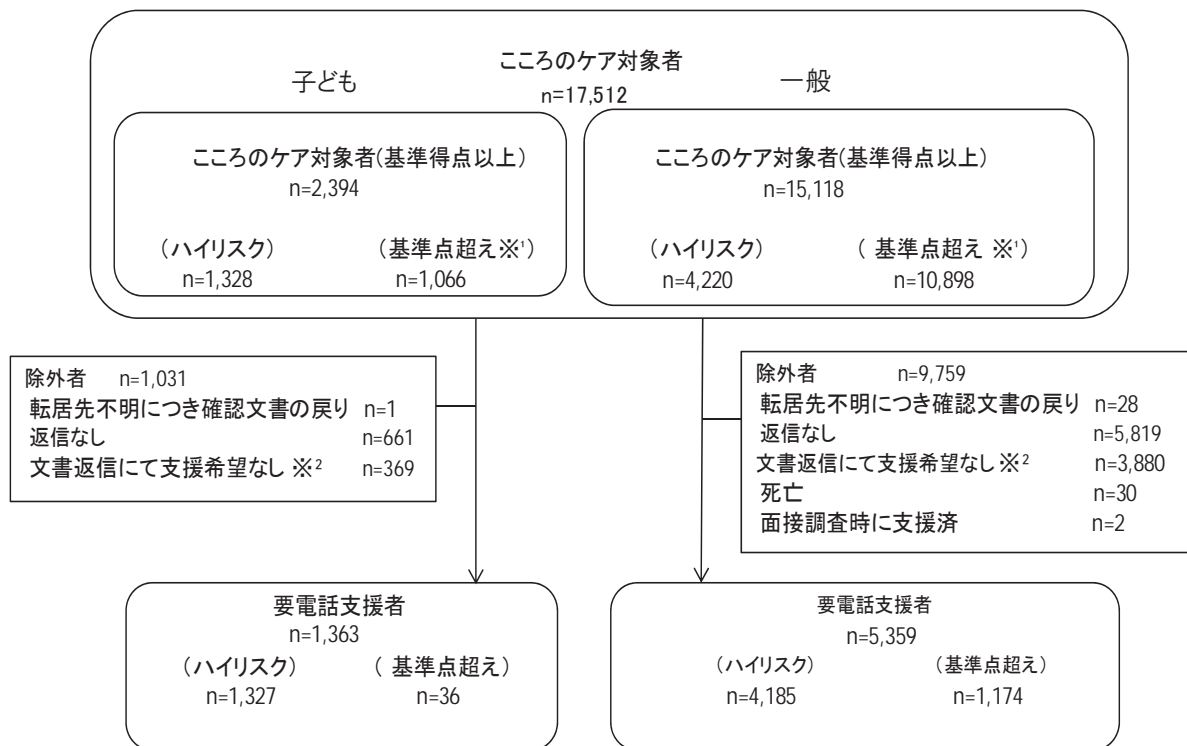 こころのケア対象者
子ども 一般
n=17,512
こころのケア対象者(基準得点以上)
n=2,394
(ハイリスク) (基準点超え※¹)
n=1,328 n=1,066
こころのケア対象者(基準得点以上)
n=15,118
(ハイリスク) (基準点超え ※¹)
n=4,220 n=10,898
除外者 n=1,031
転居先不明につき確認文書の戻り n=1
返信なし n=661
文書返信にて支援希望なし ※² n=369
除外者 n=9,759
転居先不明につき確認文書の戻り n=28
返信なし n=5,819
文書返信にて支援希望なし※² n=3,880
死亡 n=30
面接調査時に支援済 n=2
要電話支援者
n=1,363
(ハイリスク) (基準点超え)
n=1,327 n=36
要電話支援者
n=5,359
(ハイリスク) (基準点超え)
n=4,185 n=1,174